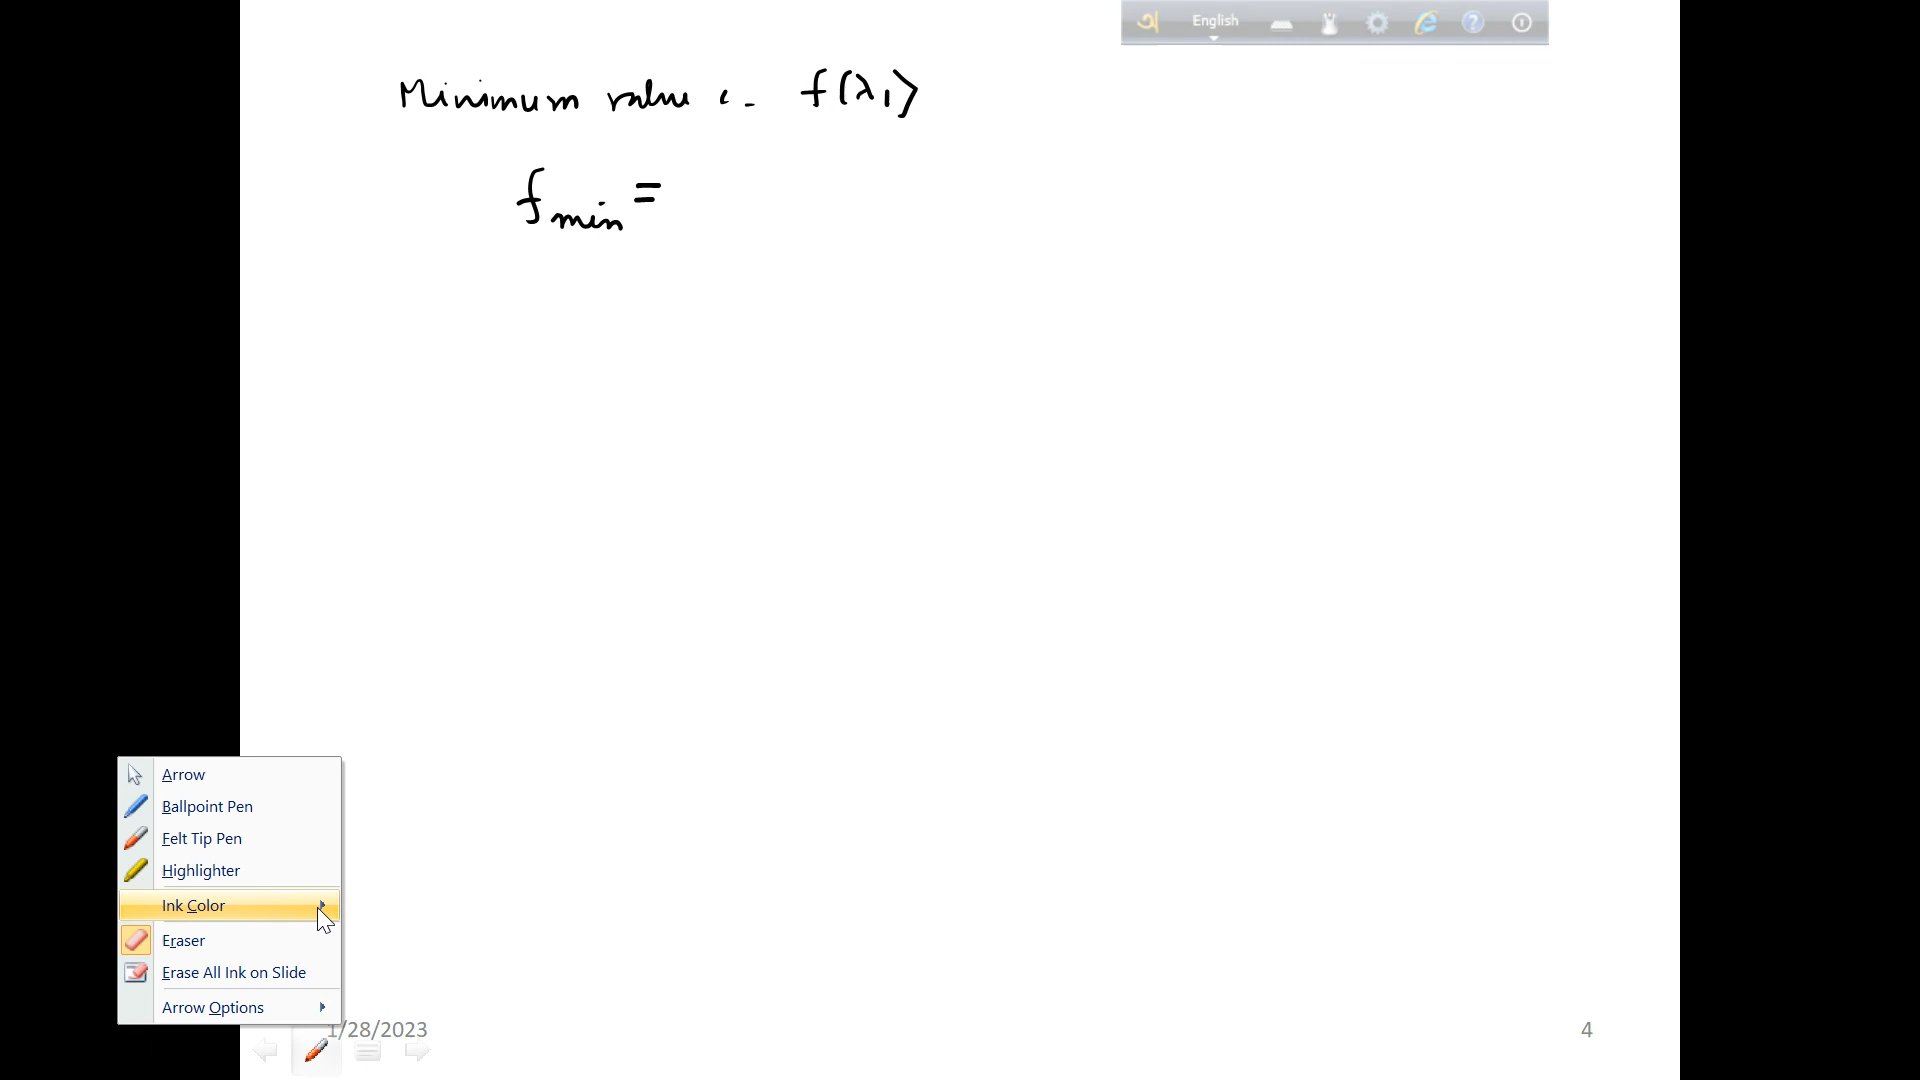 অ English
Minimum value f(λ₁)
f_min =
Arrow
Ballpoint Pen
Felt Tip Pen
Highlighter
Ink Color
Eraser
Erase All Ink on Slide
Arrow Options
1/28/2023
4